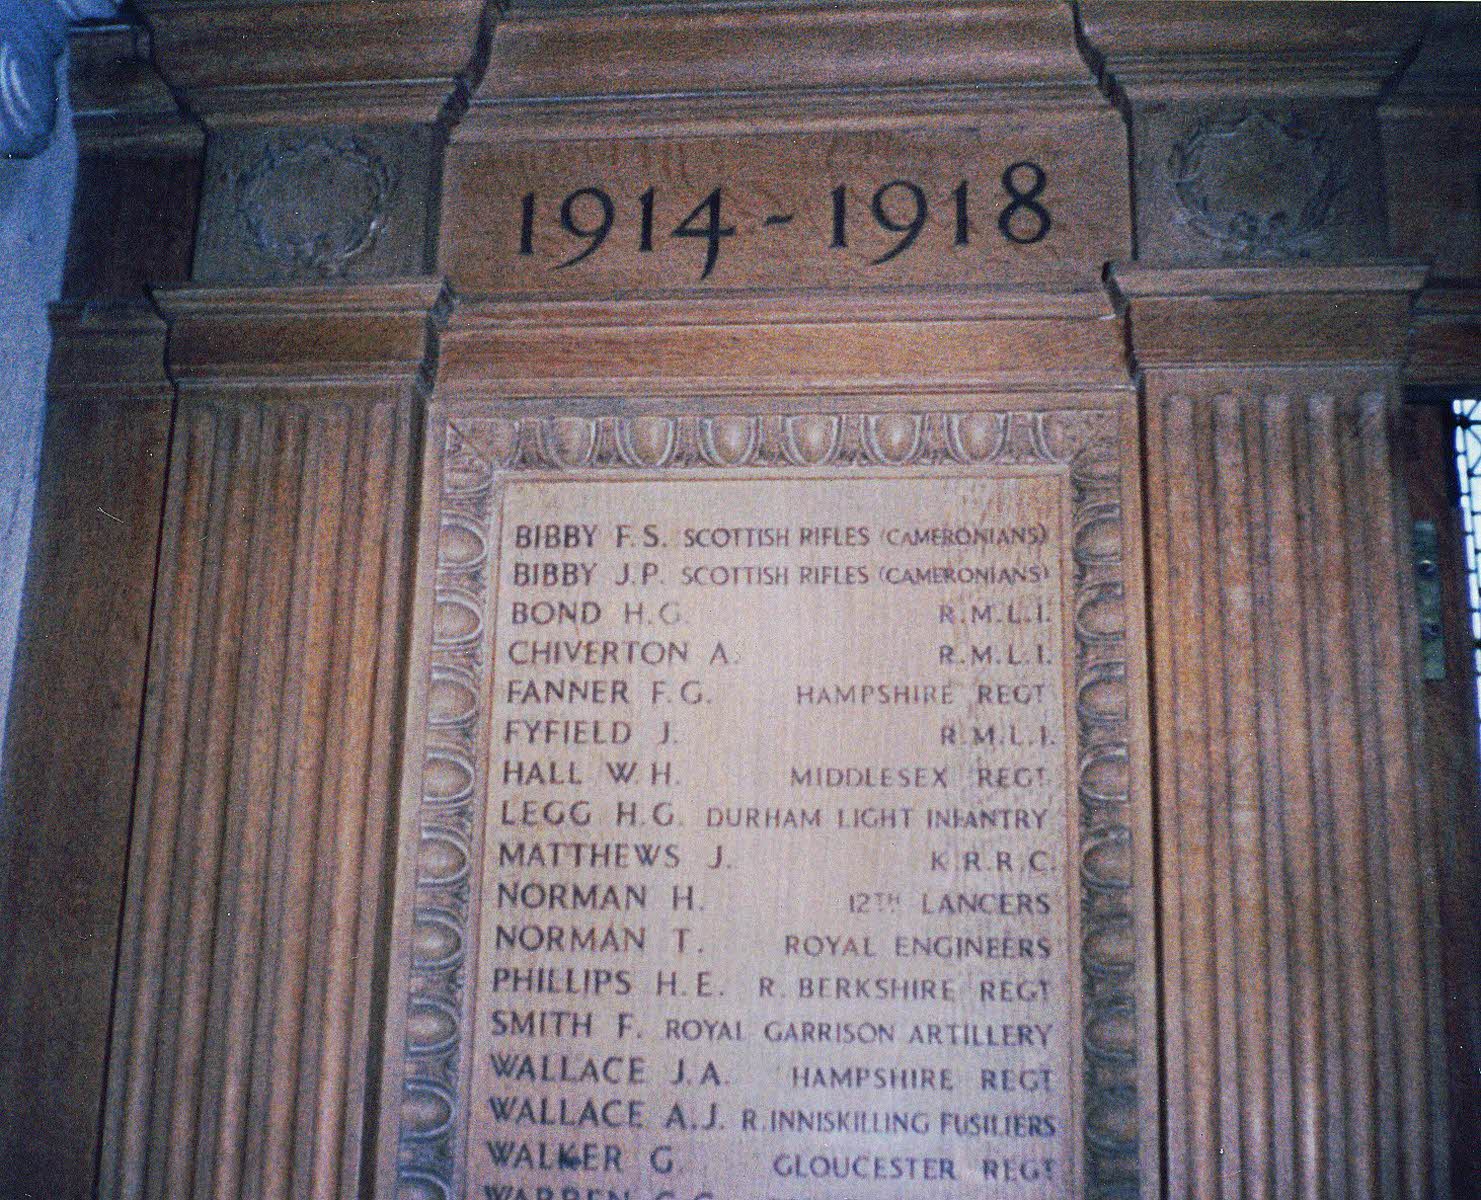 1914-1918
BIBBY F.S. SCOTTISH RIFLES (CAMERONIANS)
BIBBY J.P. SCOTTISH RIFLES (CAMERONIANS)
BOND H.G. R.M.L.I.
CHIVERTON A. R.M.L.I.
FANNER F.G. HAMPSHIRE REGT
FYFIELD J. R.M.L.I.
HALL W.H. MIDDLESEX REGT.
LEGG H.G. DURHAM LIGHT INFANTRY
MATTHEWS J. K.R.R.C.
NORMAN H. 12TH LANCERS
NORMAN T. ROYAL ENGINEERS
PHILLIPS H.E. R. BERKSHIRE REGT
SMITH F. ROYAL GARRISON ARTILLERY
WALLACE J.A. HAMPSHIRE REGT
WALLACE A.J. R. INNISKILLING FUSILIERS
WALKER G. GLOUCESTER REGT
WARREN